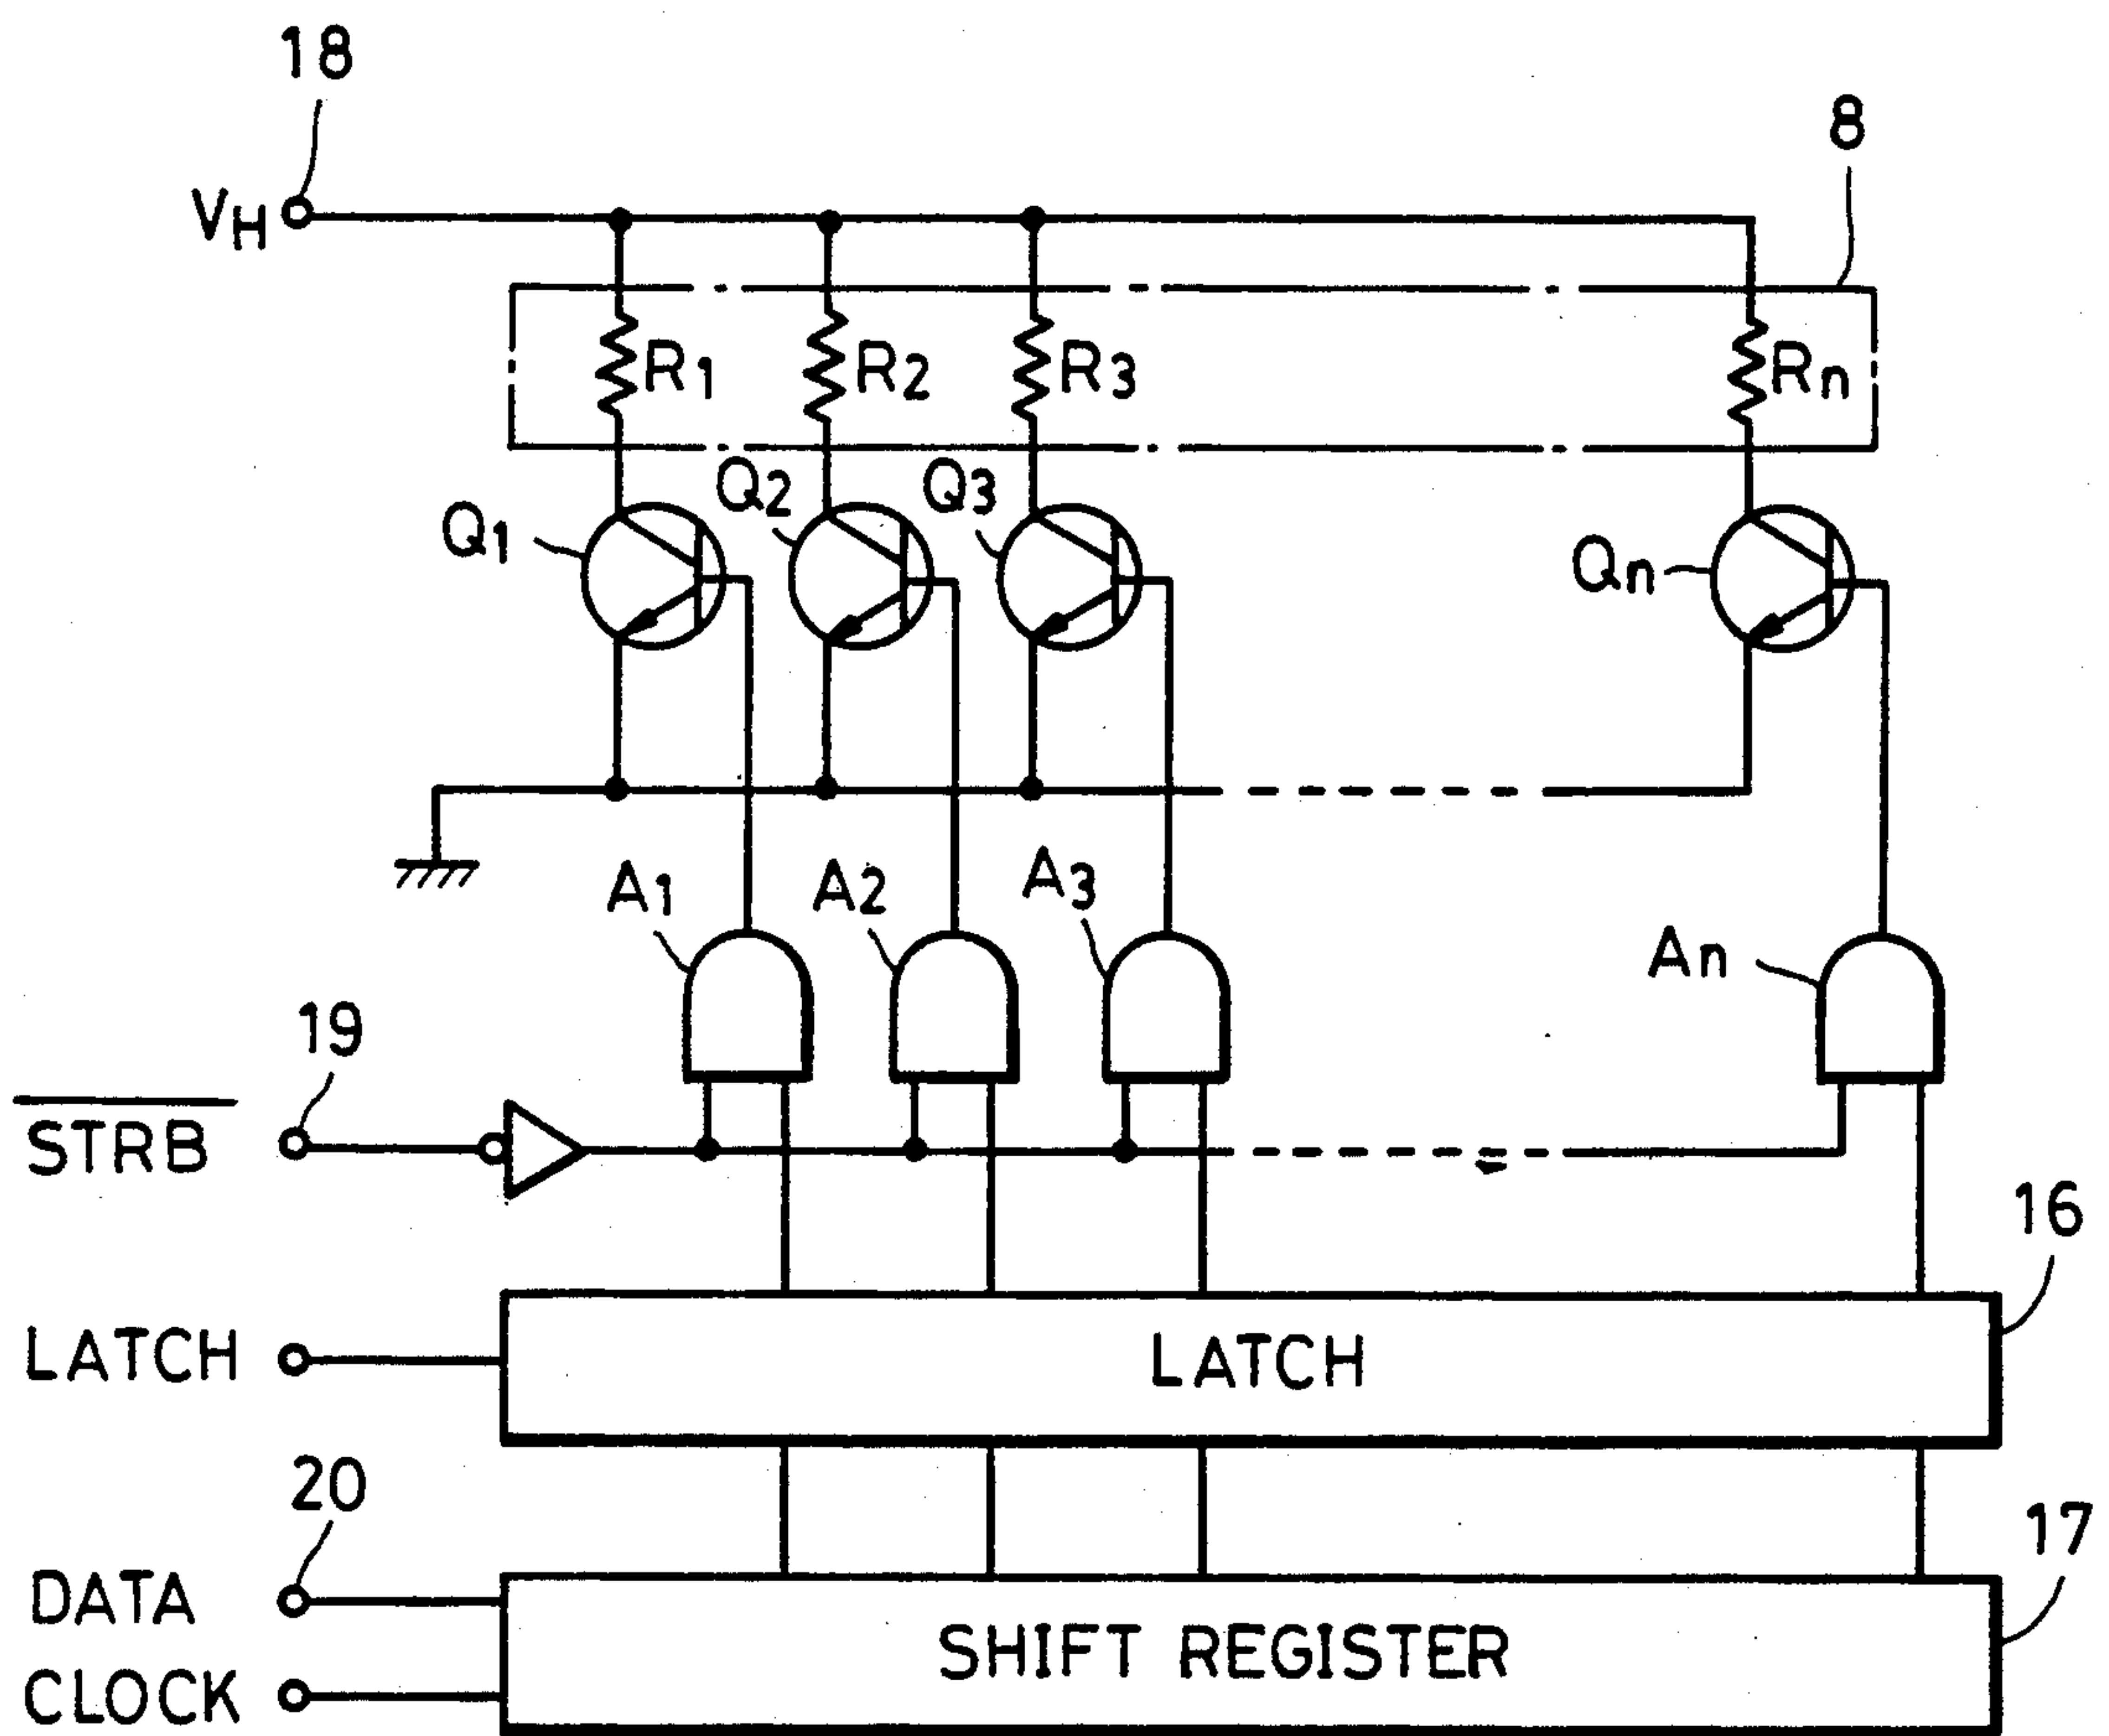 18
8
VH
R1 R2 R3 Rn
Q1 Q2 Q3 Qn
A1 A2 A3 An
19
STRB
16
LATCH LATCH
20
17
DATA
SHIFT REGISTER
CLOCK